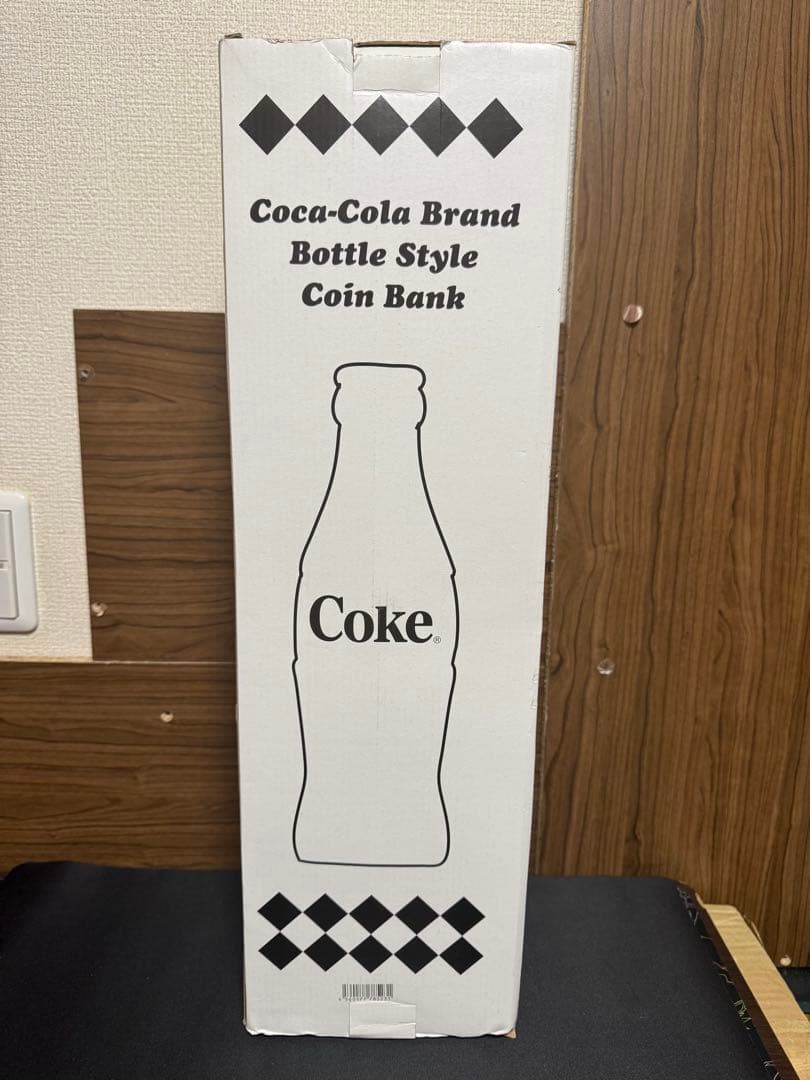 Coca-Cola Brand
Bottle Style
Coin Bank
Coke®